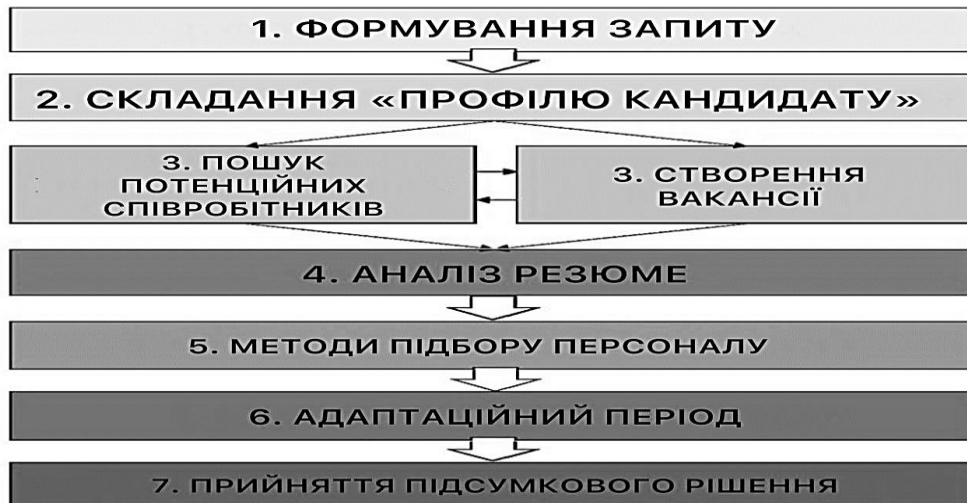 1. ФОРМУВАННЯ ЗАПИТУ
2. СКЛАДАННЯ «ПРОФІЛЮ КАНДИДАТУ»
3. ПОШУК
ПОТЕНЦІЙНИХ
СПІВРОБІТНИКІВ
3. СТВОРЕННЯ
ВАКАНСІЇ
4. АНАЛІЗ РЕЗЮМЕ
5. МЕТОДИ ПІДБОРУ ПЕРСОНАЛУ
6. АДАПТАЦІЙНИЙ ПЕРІОД
7. ПРИЙНЯТТЯ ПІДСУМКОВОГО РІШЕННЯ